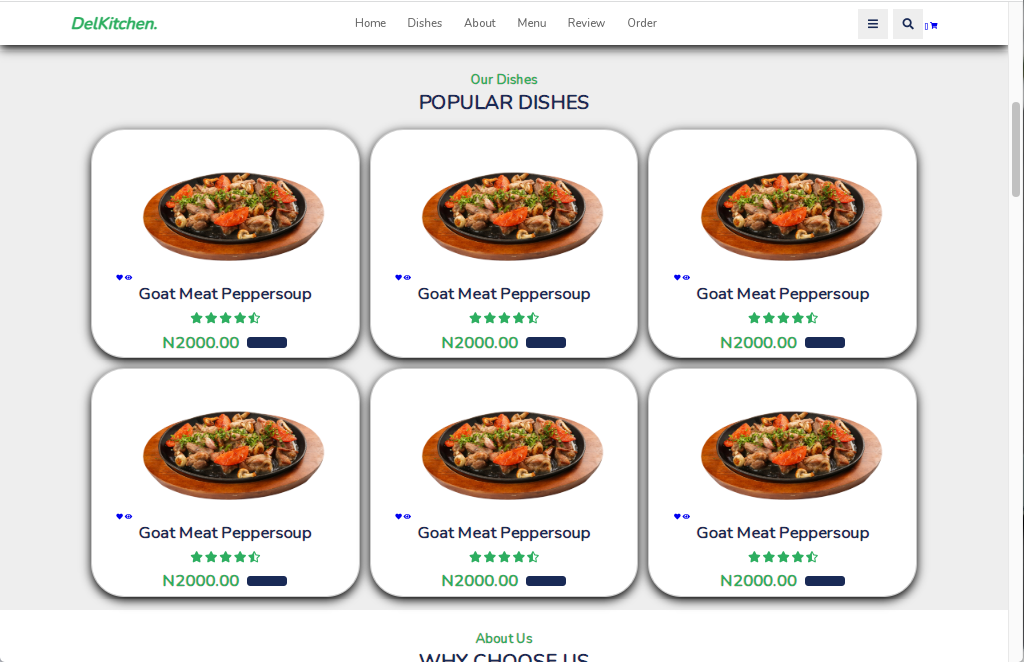 DelKitchen.
Home Dishes About Menu Review Order
Our Dishes
POPULAR DISHES
Goat Meat Peppersoup
N2000.00
Goat Meat Peppersoup
N2000.00
Goat Meat Peppersoup
N2000.00
Goat Meat Peppersoup
N2000.00
Goat Meat Peppersoup
N2000.00
Goat Meat Peppersoup
N2000.00
About Us
WHY CHOOSE US